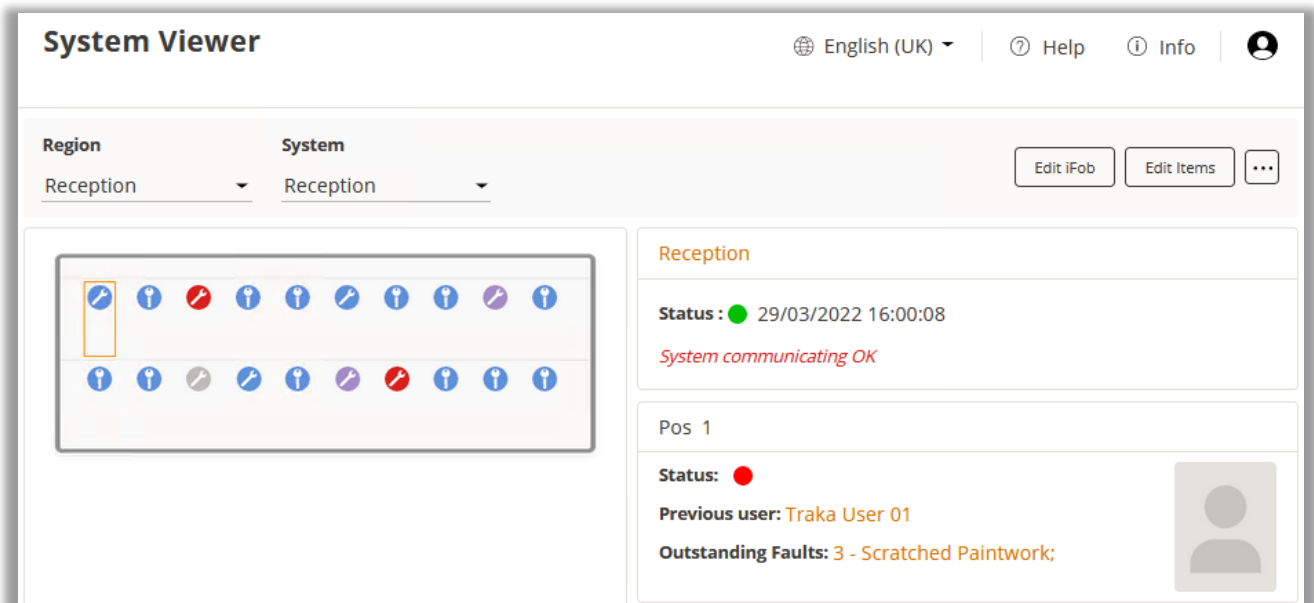 System Viewer
English (UK)
Help
Info
Region
System
Reception
Reception
Edit iFob
Edit Items
...
Reception
Status : 29/03/2022 16:00:08
System communicating OK
Pos 1
Status:
Previous user: Traka User 01
Outstanding Faults: 3 - Scratched Paintwork;